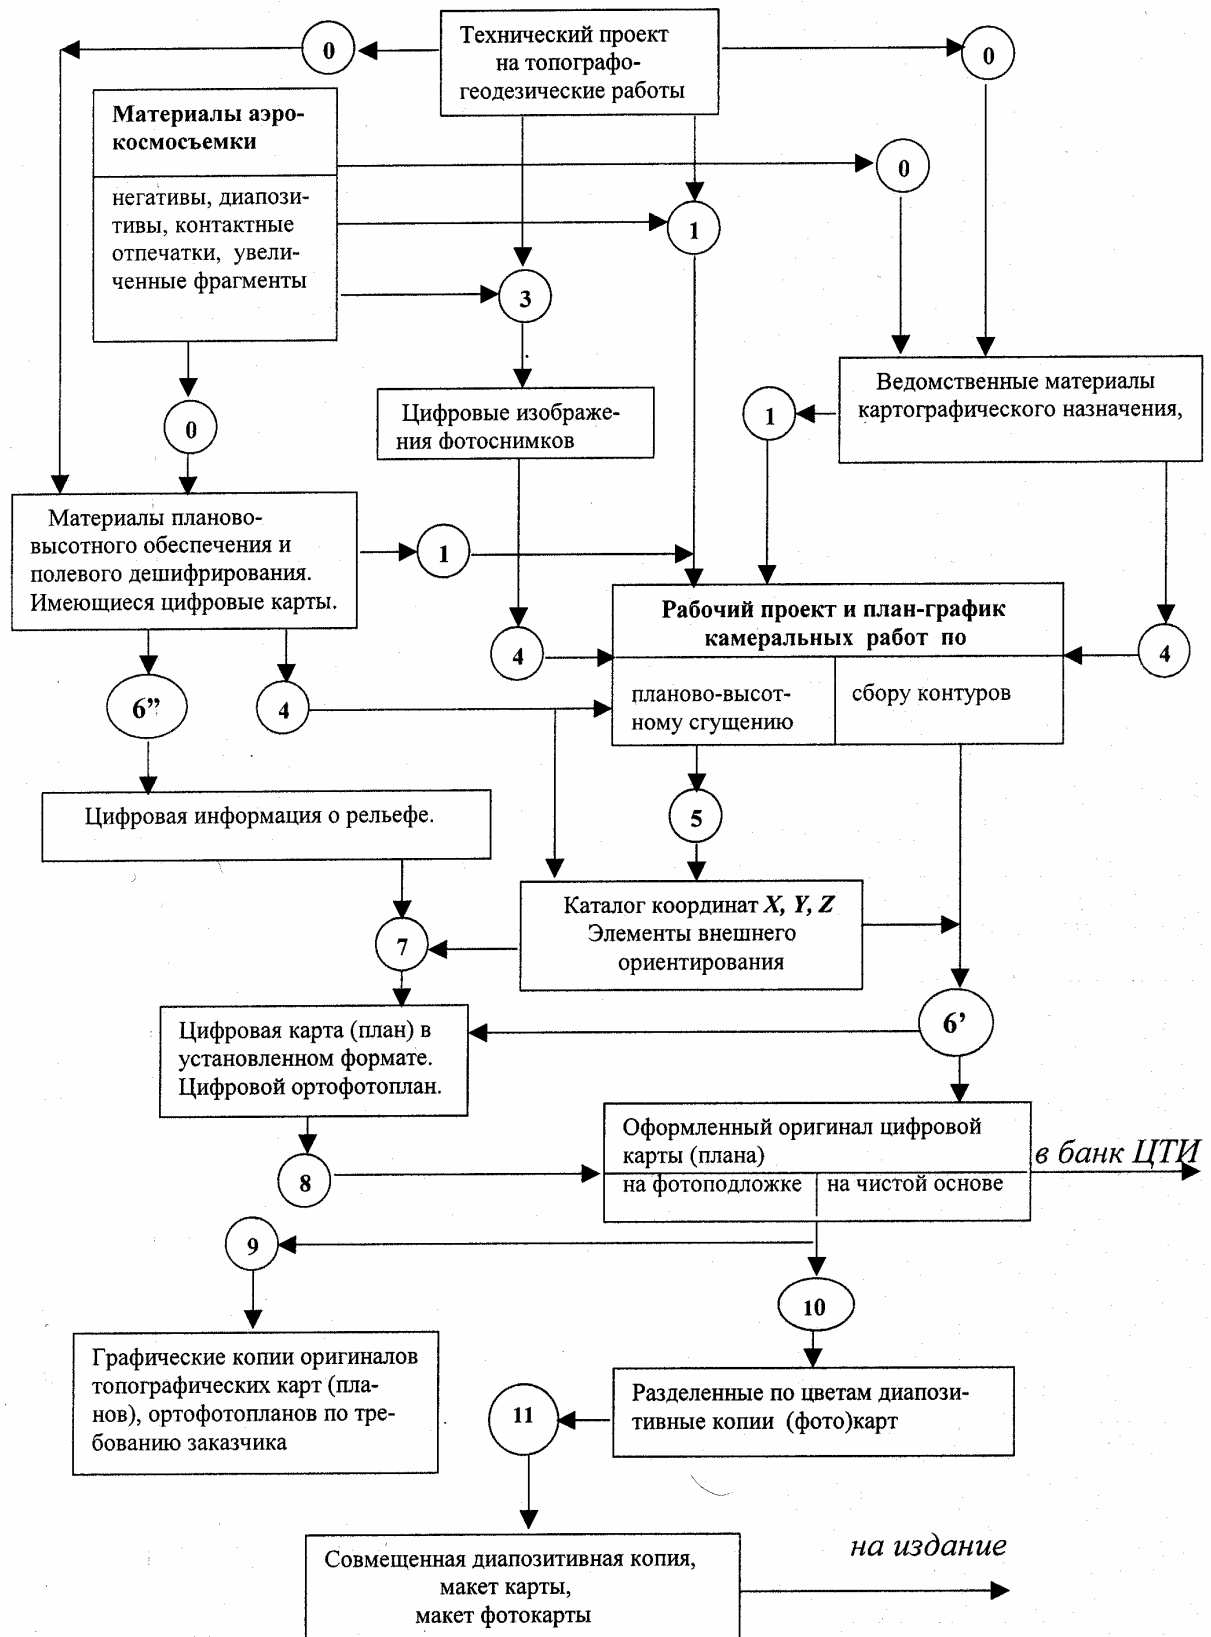 0
Технический проект
на топографо-
геодезические работы
0
Материалы аэро-
космосъемки
0
негативы, диапози-
тивы, контактные
отпечатки, увели-
ченные фрагменты
1
3
0
Цифровые изображе-
ния фотоснимков
1
Ведомственные материалы
картографического назначения,
Материалы планово-
высотного обеспечения и
полевого дешифрирования.
Имеющиеся цифровые карты.
1
4
Рабочий проект и план-график
камеральных работ по
4
6”
4
планово-высот-
ному сгущению
сбору контуров
Цифровая информация о рельефе.
5
7
Каталог координат X, Y, Z
Элементы внешнего
ориентирования
Цифровая карта (план) в
установленном формате.
Цифровой ортофотоплан.
6’
8
Оформленный оригинал цифровой
карты (плана)
на фотоподложке
на чистой основе
в банк ЦТИ
9
10
Графические копии оригиналов
топографических карт (пла-
нов), ортофотопланов по тре-
бованию заказчика
11
Разделенные по цветам диапози-
тивные копии (фото)карт
Совмещенная диапозитивная копия,
макет карты,
макет фотокарты
на издание